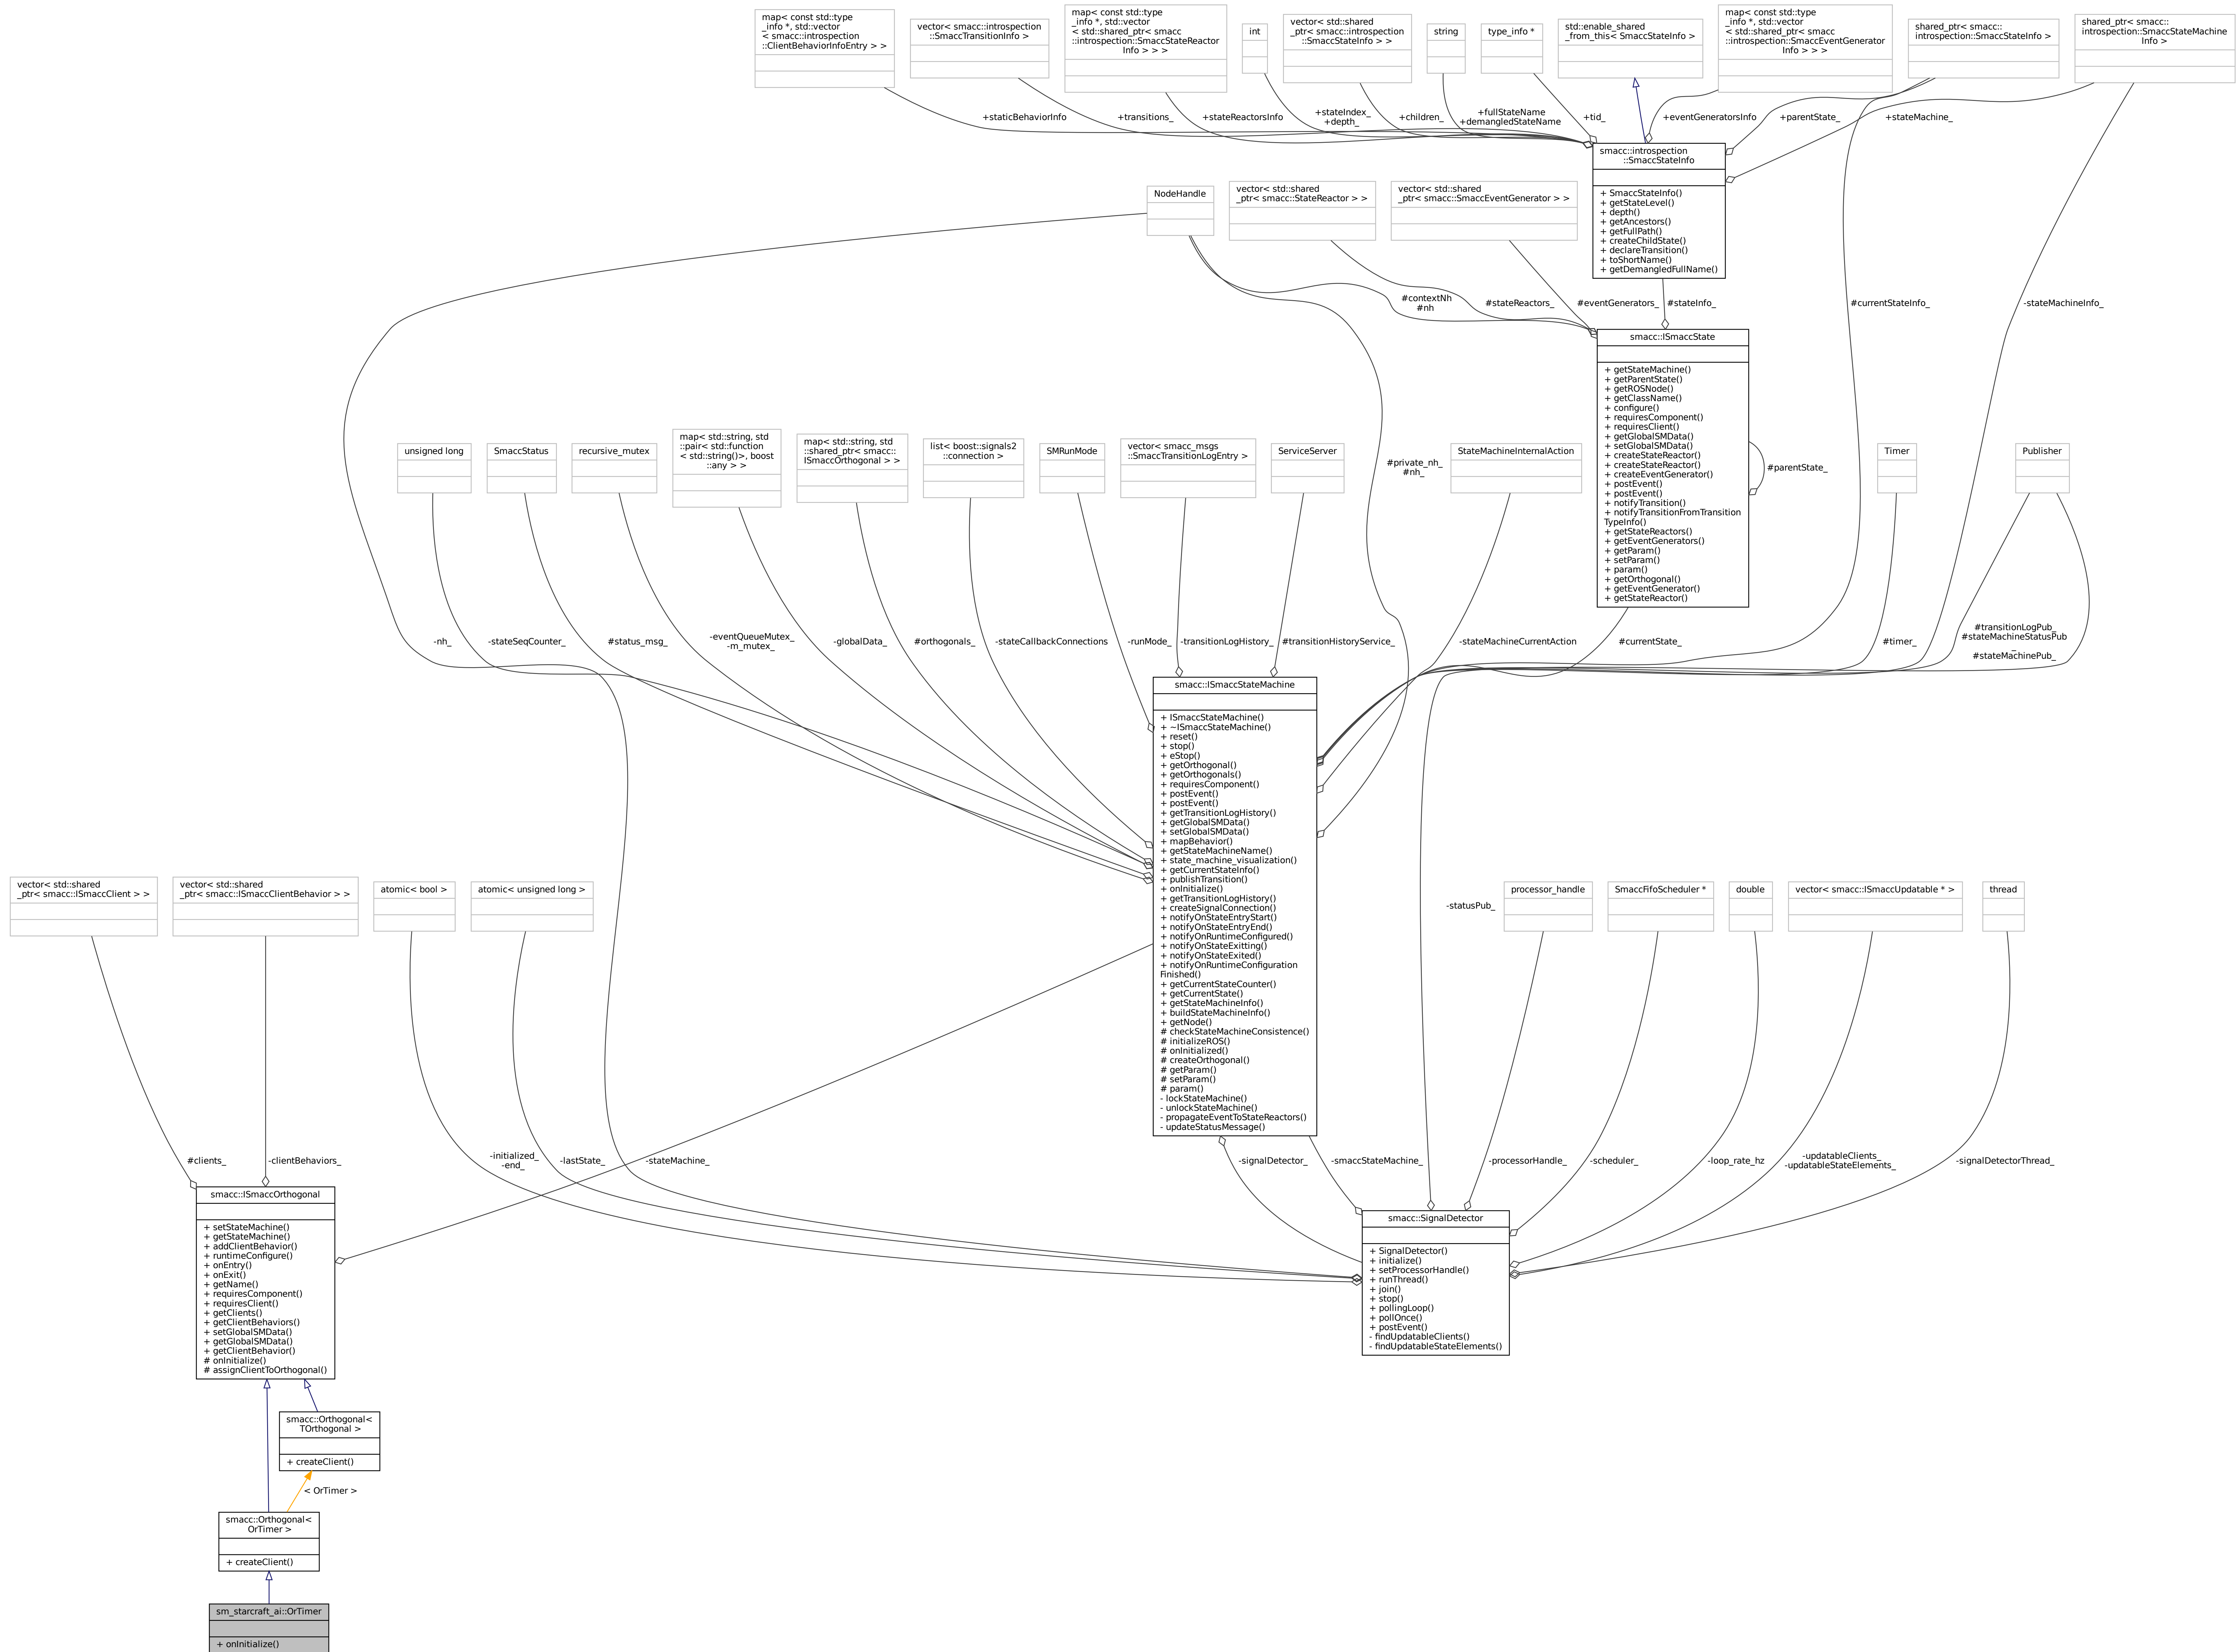 map< const std::type
_info *, std::vector
< smacc::introspection
::ClientBehaviorInfoEntry > >
vector< smacc::introspection
::SmaccTransitionInfo >
map< const std::type
_info *, std::vector
< std::shared_ptr< smacc
::introspection::SmaccStateReactor
Info > > >
int
vector< std::shared
_ptr< smacc::introspection
::SmaccStateInfo > >
string
type_info *
std::enable_shared
_from_this< SmaccStateInfo >
map< const std::type
_info *, std::vector
< std::shared_ptr< smacc
::introspection::SmaccEventGenerator
Info > > >
shared_ptr< smacc::
introspection::SmaccStateInfo >
shared_ptr< smacc::
introspection::SmaccStateMachine
Info >
+staticBehaviorInfo
+transitions_
+stateReactorsInfo
+stateIndex_
+depth_
+children_
+fullStateName
+demangledStateName
+tid_
+eventGeneratorsInfo
+parentState_
+stateMachine_
smacc::introspection
::SmaccStateInfo
+ SmaccStateInfo()
+ getStateLevel()
+ depth()
+ getAncestors()
+ getFullPath()
+ createChildState()
+ declareTransition()
+ toShortName()
+ getDemangledFullName()
NodeHandle
vector< std::shared
_ptr< smacc::StateReactor > >
vector< std::shared
_ptr< smacc::SmaccEventGenerator > >
#contextNh
#nh
#stateReactors_
#eventGenerators_
#stateInfo_
#currentStateInfo_
-stateMachineInfo_
smacc::ISmaccState
+ getStateMachine()
+ getParentState()
+ getROSNode()
+ getClassName()
+ configure()
+ requiresComponent()
+ requiresClient()
+ getGlobalSMData()
+ setGlobalSMData()
+ createStateReactor()
+ createStateReactor()
+ createEventGenerator()
+ postEvent()
+ postEvent()
+ notifyTransition()
+ notifyTransitionFromTransition
TypeInfo()
+ getStateReactors()
+ getEventGenerators()
+ getParam()
+ setParam()
+ param()
+ getOrthogonal()
+ getEventGenerator()
+ getStateReactor()
#parentState_
unsigned long
SmaccStatus
recursive_mutex
map< std::string, std
::pair< std::function
< std::string()>, boost
::any > >
map< std::string, std
::shared_ptr< smacc::
ISmaccOrthogonal > >
list< boost::signals2
::connection >
SMRunMode
vector< smacc_msgs
::SmaccTransitionLogEntry >
ServiceServer
#private_nh_
#nh_
StateMachineInternalAction
Timer
Publisher
-nh_
-stateSeqCounter_
#status_msg_
-eventQueueMutex_
-m_mutex_
-globalData_
#orthogonals_
-stateCallbackConnections
-runMode_
-transitionLogHistory_
#transitionHistoryService_
-stateMachineCurrentAction
#currentState_
#timer_
#transitionLogPub_
#stateMachineStatusPub
_
#stateMachinePub_
smacc::ISmaccStateMachine
+ ISmaccStateMachine()
+ ~ISmaccStateMachine()
+ reset()
+ stop()
+ eStop()
+ getOrthogonal()
+ getOrthogonals()
+ requiresComponent()
+ postEvent()
+ postEvent()
+ getTransitionLogHistory()
+ getGlobalSMData()
+ setGlobalSMData()
+ mapBehavior()
+ getStateMachineName()
+ state_machine_visualization()
+ getCurrentStateInfo()
+ publishTransition()
+ onInitialize()
+ getTransitionLogHistory()
+ createSignalConnection()
+ notifyOnStateEntryStart()
+ notifyOnStateEntryEnd()
+ notifyOnRuntimeConfigured()
+ notifyOnStateExitting()
+ notifyOnStateExited()
+ notifyOnRuntimeConfiguration
Finished()
+ getCurrentStateCounter()
+ getCurrentState()
+ getStateMachineInfo()
+ buildStateMachineInfo()
+ getNode()
# checkStateMachineConsistence()
# initializeROS()
# onInitialized()
# createOrthogonal()
# getParam()
# setParam()
# param()
- lockStateMachine()
- unlockStateMachine()
- propagateEventToStateReactors()
- updateStatusMessage()
vector< std::shared
_ptr< smacc::ISmaccClient > >
vector< std::shared
_ptr< smacc::ISmaccClientBehavior > >
atomic< bool >
atomic< unsigned long >
-statusPub_
processor_handle
SmaccFifoScheduler *
double
vector< smacc::ISmaccUpdatable * >
thread
#clients_
-clientBehaviors_
-initialized_
-end_
-lastState_
-stateMachine_
-signalDetector_
-smaccStateMachine_
-processorHandle_
-scheduler_
-loop_rate_hz
-updatableClients_
-updatableStateElements_
-signalDetectorThread_
smacc::ISmaccOrthogonal
+ setStateMachine()
+ getStateMachine()
+ addClientBehavior()
+ runtimeConfigure()
+ onEntry()
+ onExit()
+ getName()
+ requiresComponent()
+ requiresClient()
+ getClients()
+ getClientBehaviors()
+ setGlobalSMData()
+ getGlobalSMData()
+ getClientBehavior()
# onInitialize()
# assignClientToOrthogonal()
smacc::SignalDetector
+ SignalDetector()
+ initialize()
+ setProcessorHandle()
+ runThread()
+ join()
+ stop()
+ pollingLoop()
+ pollOnce()
+ postEvent()
- findUpdatableClients()
- findUpdatableStateElements()
smacc::Orthogonal<
TOrthogonal >
+ createClient()
< OrTimer >
smacc::Orthogonal<
OrTimer >
+ createClient()
sm_starcraft_ai::OrTimer
+ onInitialize()